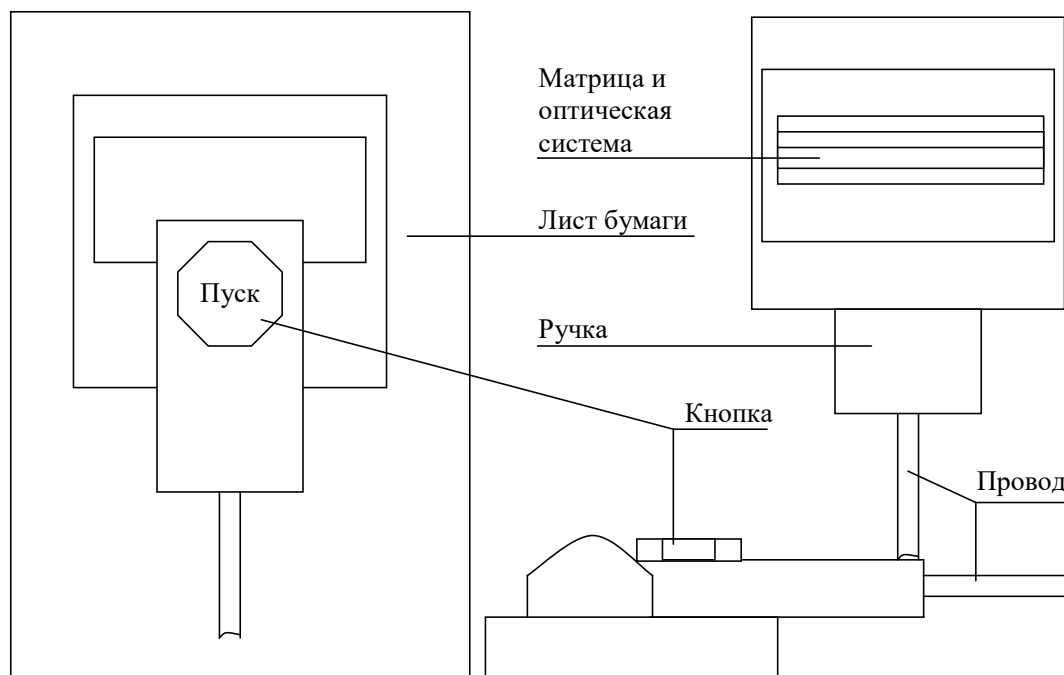 Матрица и
оптическая
система
Лист бумаги
Пуск
Ручка
Кнопка
Провод